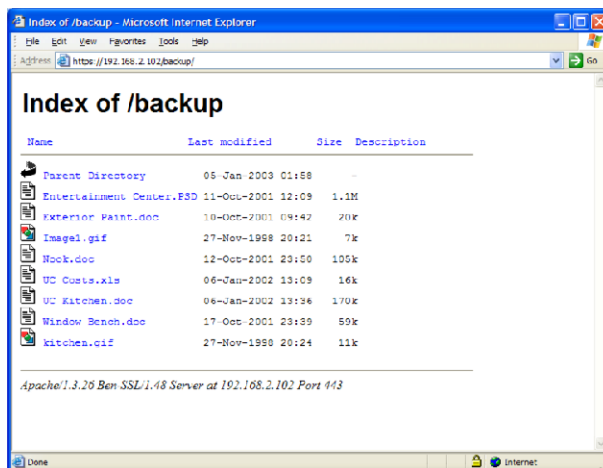 Index of /backup - Microsoft Internet Explorer
File Edit View Favorites Tools Help
Address https://192.168.2.102/backup/ Go
Index of /backup
Name Last modified Size Description
Parent Directory 05-Jan-2003 01:58 -
Entertainment Center.PSD 11-Oct-2001 12:09 1.1M
Exterior Paint.doc 10-Oct-2001 09:42 20k
Image1.gif 27-Nov-1998 20:21 7k
Nook.doc 12-Oct-2001 23:50 105k
UC Costs.xls 06-Jan-2002 13:09 16k
UC Kitchen.doc 06-Jan-2002 13:36 170k
Window Bench.doc 17-Oct-2001 23:39 59k
kitchen.gif 27-Nov-1998 20:24 11k
Apache/1.3.26 Ben-SSL/1.48 Server at 192.168.2.102 Port 443
Done Internet